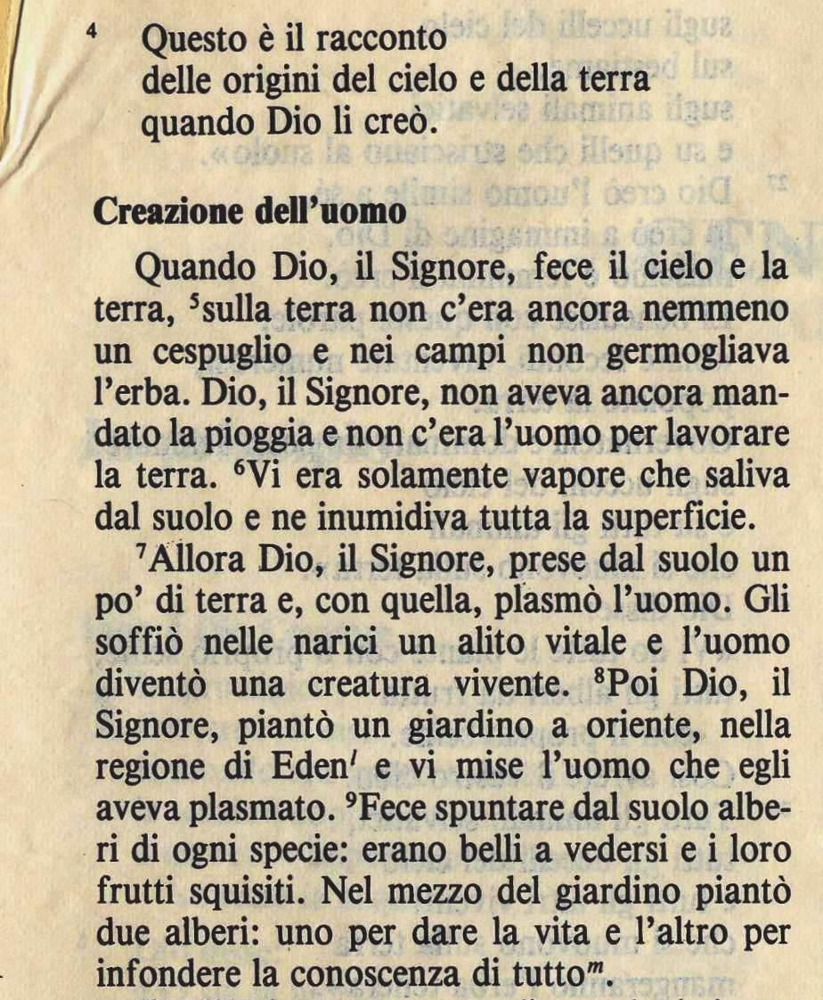 4 Questo è il racconto
delle origini del cielo e della terra
quando Dio li creò.
Creazione dell'uomo
Quando Dio, il Signore, fece il cielo e la
terra, ⁵sulla terra non c'era ancora nemmeno
un cespuglio e nei campi non germogliava
l'erba. Dio, il Signore, non aveva ancora man-
dato la pioggia e non c'era l'uomo per lavorare
la terra. ⁶Vi era solamente vapore che saliva
dal suolo e ne inumidiva tutta la superficie.
⁷Allora Dio, il Signore, prese dal suolo un
po' di terra e, con quella, plasmò l'uomo. Gli
soffiò nelle narici un alito vitale e l'uomo
diventò una creatura vivente. ⁸Poi Dio, il
Signore, piantò un giardino a oriente, nella
regione di Edenˡ e vi mise l'uomo che egli
aveva plasmato. ⁹Fece spuntare dal suolo albe-
ri di ogni specie: erano belli a vedersi e i loro
frutti squisiti. Nel mezzo del giardino piantò
due alberi: uno per dare la vita e l'altro per
infondere la conoscenza di tuttoᵐ.